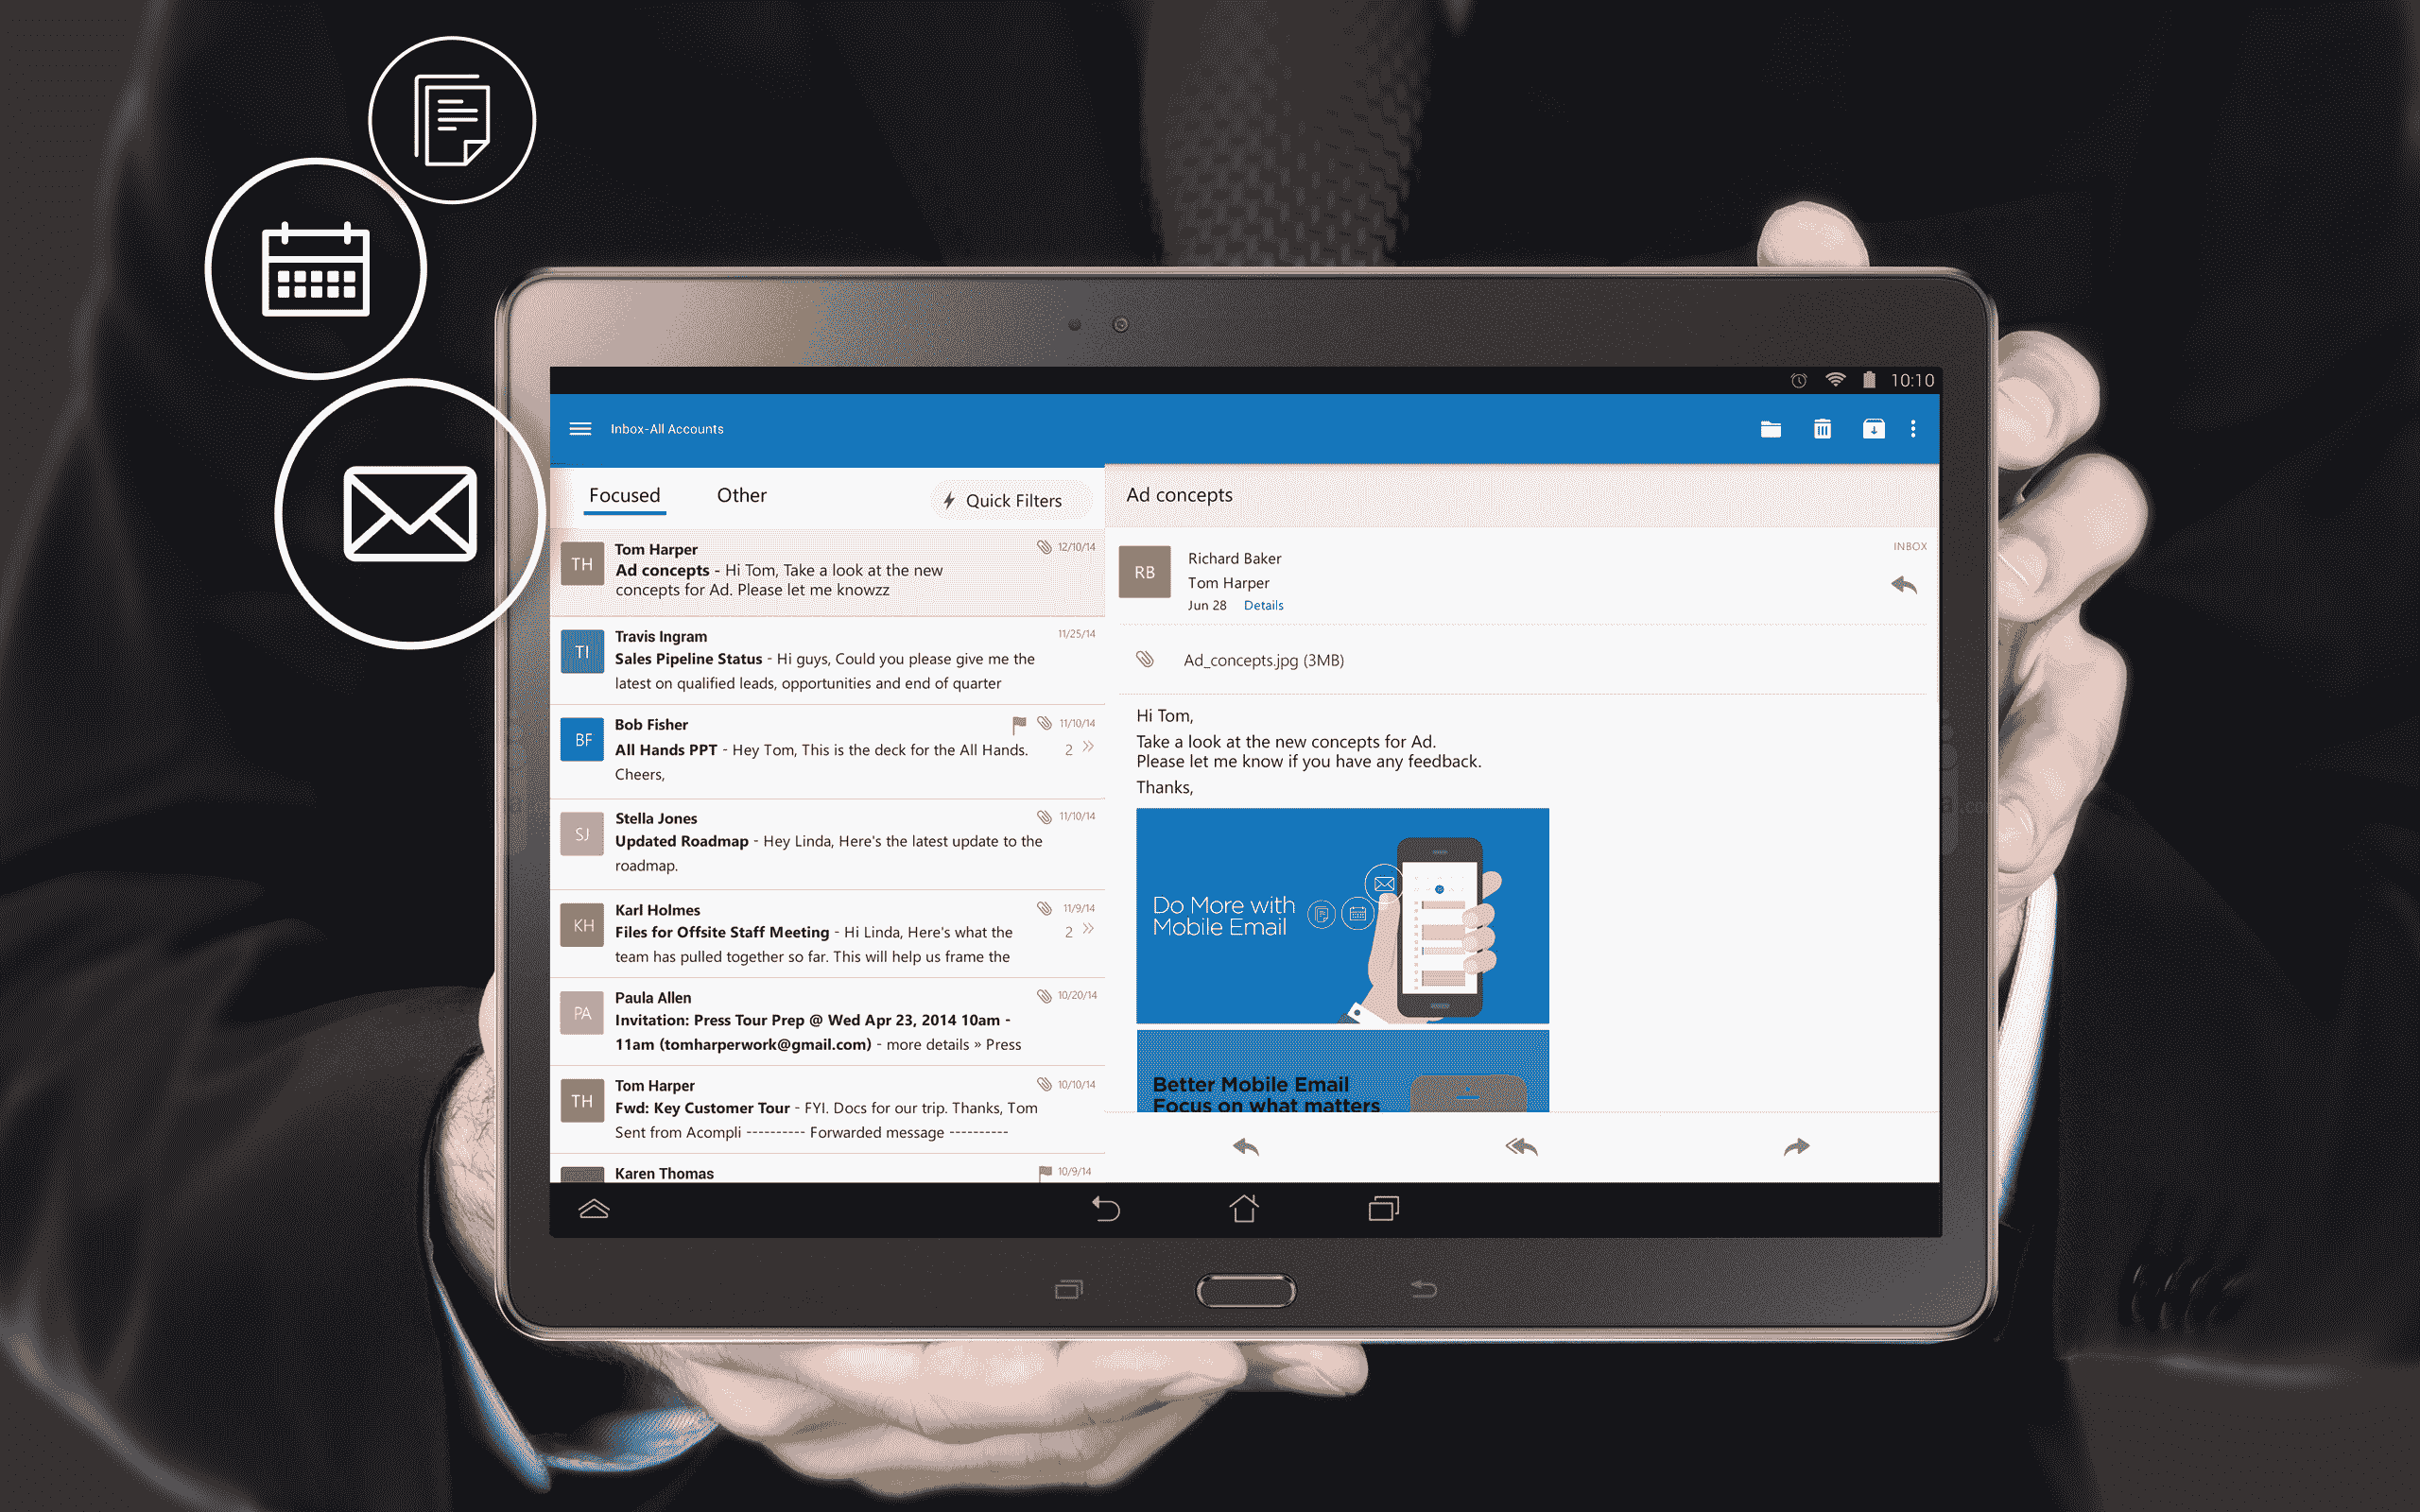 10:10
Inbox-All Accounts
Focused
Other
Quick Filters
TH
Tom Harper
12/10/14
Ad concepts - Hi Tom, Take a look at the new
concepts for Ad. Please let me knowzz
TI
Travis Ingram
11/25/14
Sales Pipeline Status - Hi guys, Could you please give me the
latest on qualified leads, opportunities and end of quarter
BF
Bob Fisher
11/10/14
All Hands PPT - Hey Tom, This is the deck for the All Hands.
2 »
Cheers,
SJ
Stella Jones
11/10/14
Updated Roadmap - Hey Linda, Here's the latest update to the
roadmap.
KH
Karl Holmes
11/9/14
Files for Offsite Staff Meeting - Hi Linda, Here's what the
2 »
team has pulled together so far. This will help us frame the
PA
Paula Allen
10/20/14
Invitation: Press Tour Prep @ Wed Apr 23, 2014 10am -
11am (tomharperwork@gmail.com) - more details » Press
TH
Tom Harper
10/10/14
Fwd: Key Customer Tour - FYI. Docs for our trip. Thanks, Tom
Sent from Acompli ---------- Forwarded message ----------
Karen Thomas
10/9/14
Ad concepts
RB
Richard Baker
INBOX
Tom Harper
Jun 28 Details
Ad_concepts.jpg (3MB)
Hi Tom,
Take a look at the new concepts for Ad.
Please let me know if you have any feedback.
Thanks,
Do More with
Mobile Email
Better Mobile Email
Focus on what matters